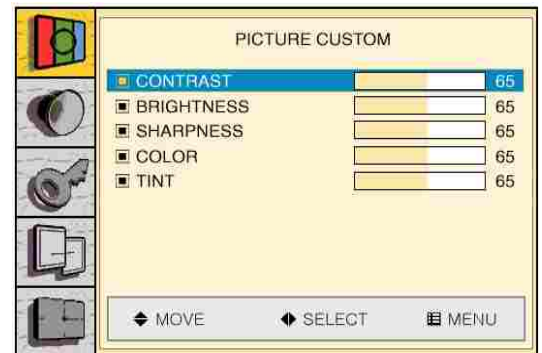 PICTURE CUSTOM
CONTRAST 65
BRIGHTNESS 65
SHARPNESS 65
COLOR 65
TINT 65
MOVE SELECT MENU